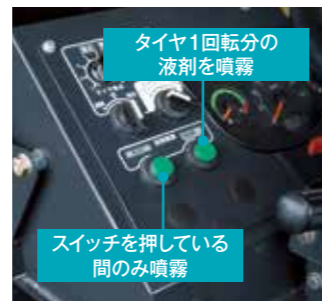 タイヤ1回転分の
液剤を噴霧
スイッチを押している
間のみ噴霧